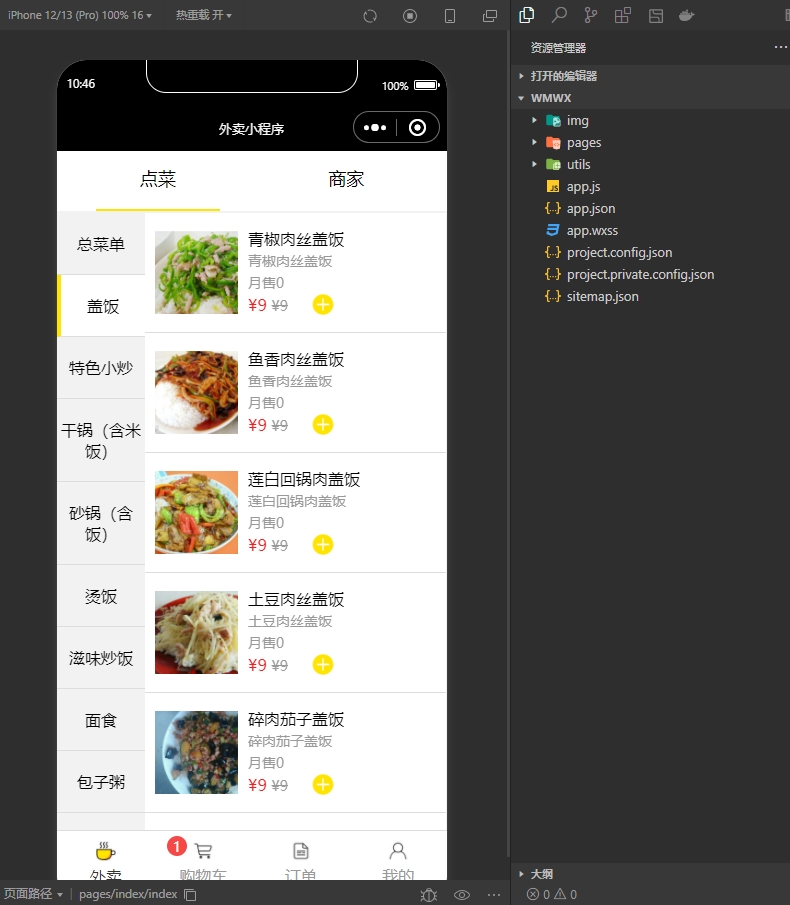 iPhone 12/13 (Pro) 100% 16
热重载 开
10:46
100%
外卖小程序
点菜
商家
总菜单
盖饭
特色小炒
干锅（含米
饭）
砂锅（含
饭）
烫饭
滋味炒饭
面食
包子粥
青椒肉丝盖饭
青椒肉丝盖饭
月售0
¥9 ¥9
鱼香肉丝盖饭
鱼香肉丝盖饭
月售0
¥9 ¥9
莲白回锅肉盖饭
莲白回锅肉盖饭
月售0
¥9 ¥9
土豆肉丝盖饭
土豆肉丝盖饭
月售0
¥9 ¥9
碎肉茄子盖饭
碎肉茄子盖饭
月售0
¥9 ¥9
外卖
1
购物车
订单
我的
页面路径
pages/index/index
资源管理器
打开的编辑器
WMWX
img
pages
utils
JS app.js
{..} app.json
app.wxss
{..} project.config.json
{..} project.private.config.json
{..} sitemap.json
大纲
0 0